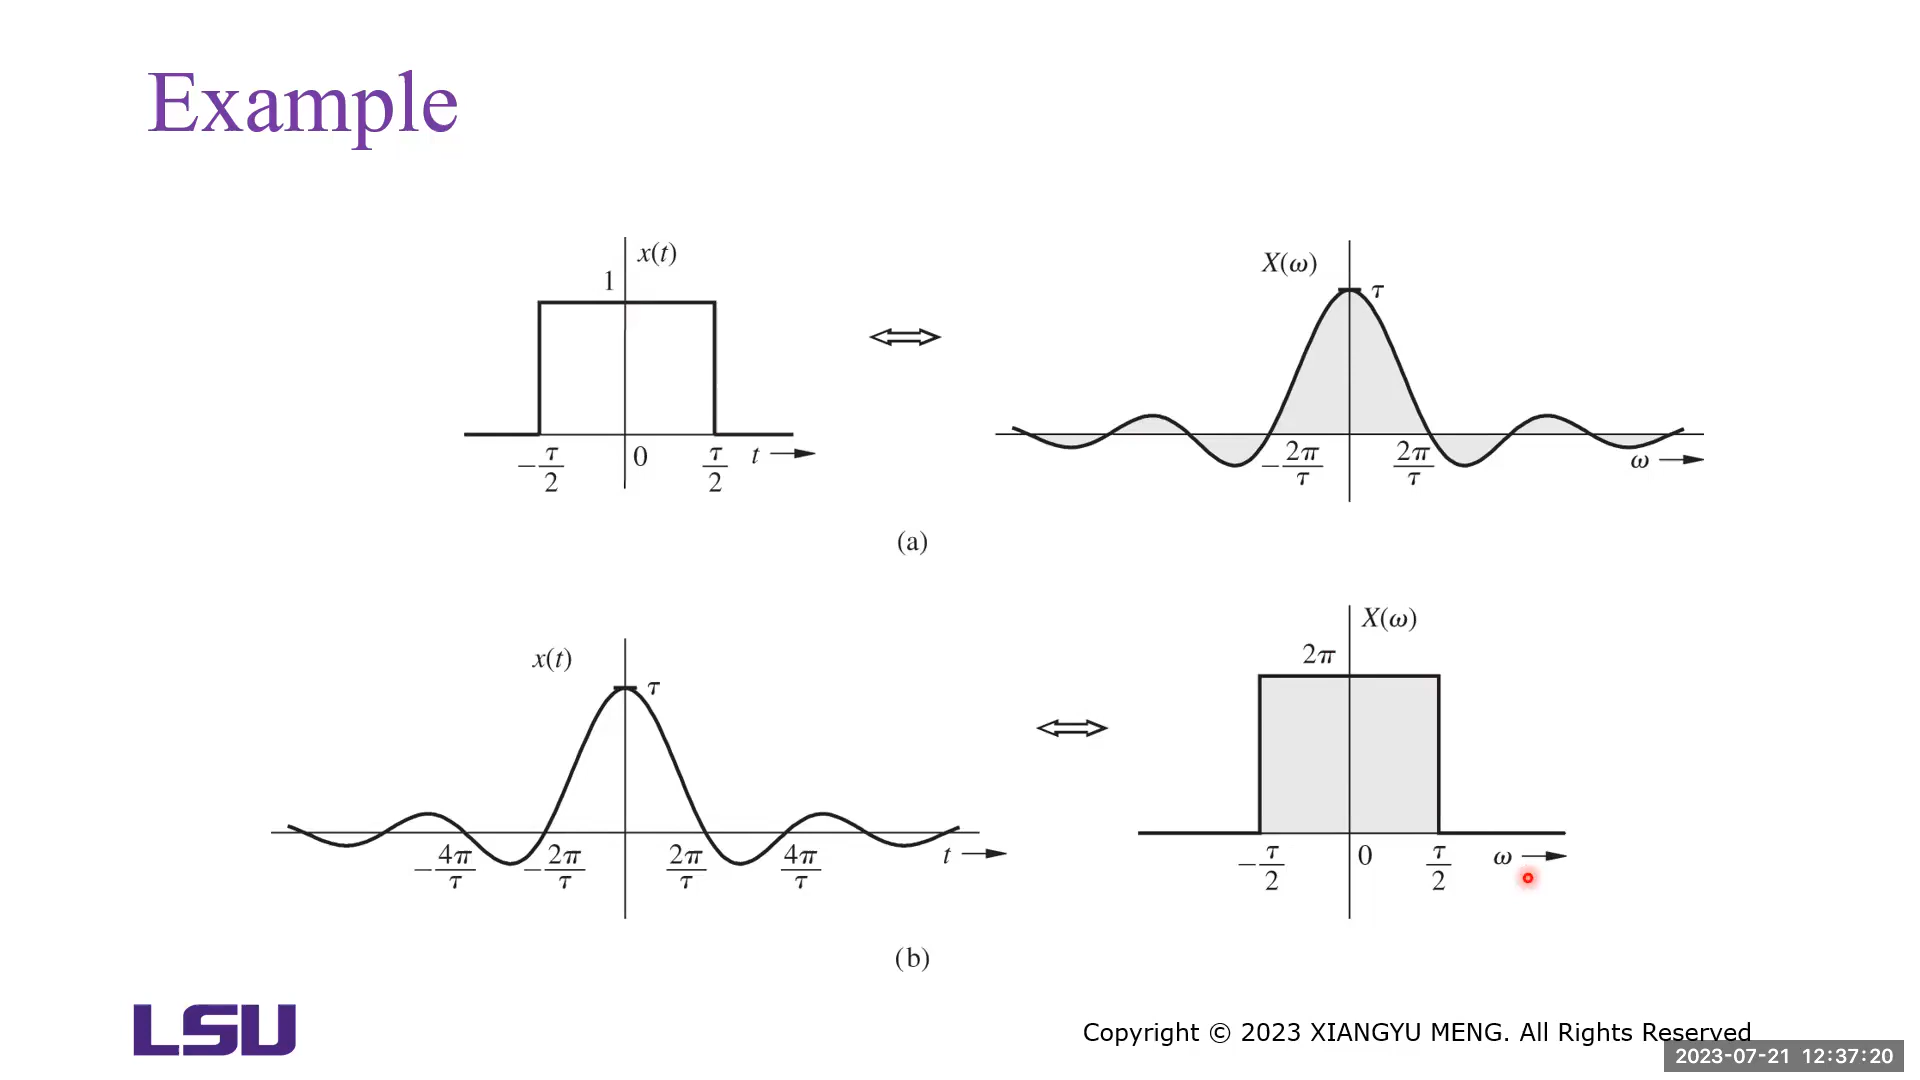 Example
x(t)
1
−τ/2
0
τ/2
t
X(ω)
τ
−2π/τ
2π/τ
ω
(a)
x(t)
τ
−4π/τ
−2π/τ
2π/τ
4π/τ
t
X(ω)
2π
−τ/2
0
τ/2
ω
(b)
LSU
Copyright © 2023 XIANGYU MENG. All Rights Reserved
2023-07-21 12:37:20